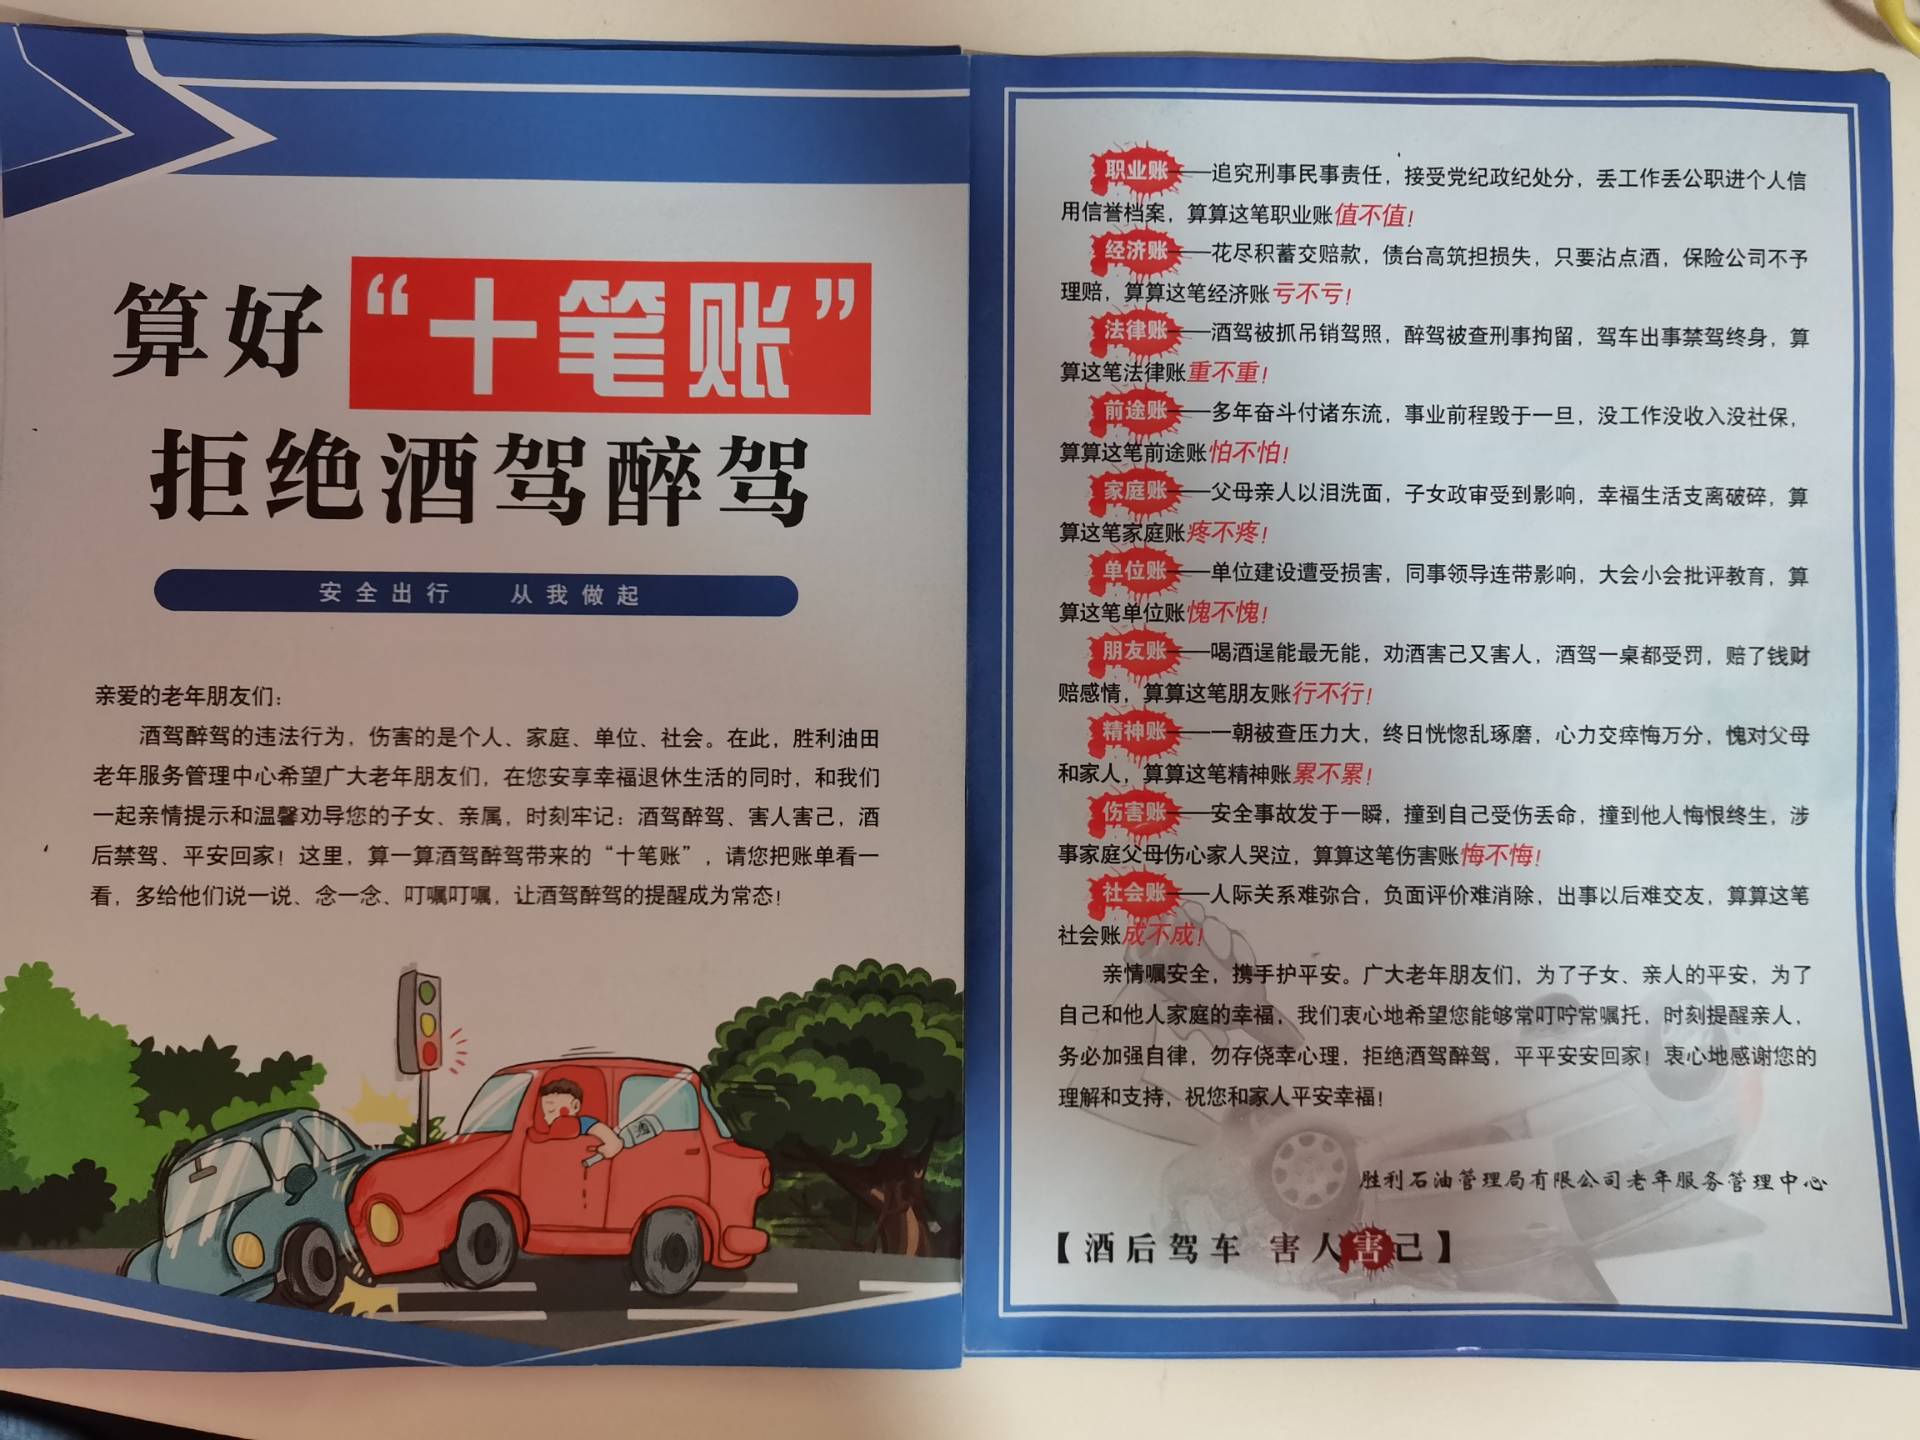 算好“十笔账”
拒绝酒驾醉驾
安全出行 从我做起
亲爱的老年朋友们：
酒驾醉驾的违法行为，伤害的是个人、家庭、单位、社会。在此，胜利油田
老年服务管理中心希望广大老年朋友们，在您安享幸福退休生活的同时，和我们
一起亲情提示和温馨劝导您的子女、亲属，时刻牢记：酒驾醉驾、害人害己，酒
后禁驾、平安回家！这里，算一算酒驾醉驾带来的“十笔账”，请您把账单看一
看，多给他们说一说、念一念、叮嘱叮嘱，让酒驾醉驾的提醒成为常态！
酒
职业账——追究刑事民事责任，接受党纪政纪处分，丢工作丢公职进个人信
用信誉档案，算算这笔职业账值不值！
经济账——花尽积蓄交赔款，债台高筑担损失，只要沾点酒，保险公司不予
理赔，算算这笔经济账亏不亏！
法律账——酒驾被抓吊销驾照，醉驾被查刑事拘留，驾车出事禁驾终身，算
算这笔法律账重不重！
前途账——多年奋斗付诸东流，事业前程毁于一旦，没工作没收入没社保，
算算这笔前途账怕不怕！
家庭账——父母亲人以泪洗面，子女政审受到影响，幸福生活支离破碎，算
算这笔家庭账疼不疼！
单位账——单位建设遭受损害，同事领导连带影响，大会小会批评教育，算
算这笔单位账愧不愧！
朋友账——喝酒逞能最无能，劝酒害己又害人，酒驾一桌都受罚，赔了钱财
赔感情，算算这笔朋友账行不行！
精神账——一朝被查压力大，终日恍惚乱琢磨，心力交瘁悔万分，愧对父母
和家人，算算这笔精神账累不累！
伤害账——安全事故发于一瞬，撞到自己受伤丢命，撞到他人悔恨终生，涉
事家庭父母伤心家人哭泣，算算这笔伤害账悔不悔！
社会账——人际关系难弥合，负面评价难消除，出事以后难交友，算算这笔
社会账成不成！
亲情嘱安全，携手护平安。广大老年朋友们，为了子女、亲人的平安，为了
自己和他人家庭的幸福，我们衷心地希望您能够常叮咛常嘱托，时刻提醒亲人，
务必加强自律，勿存侥幸心理，拒绝酒驾醉驾，平平安安回家！衷心地感谢您的
理解和支持，祝您和家人平安幸福！
胜利石油管理局有限公司老年服务管理中心
【酒后驾车 害人害己】